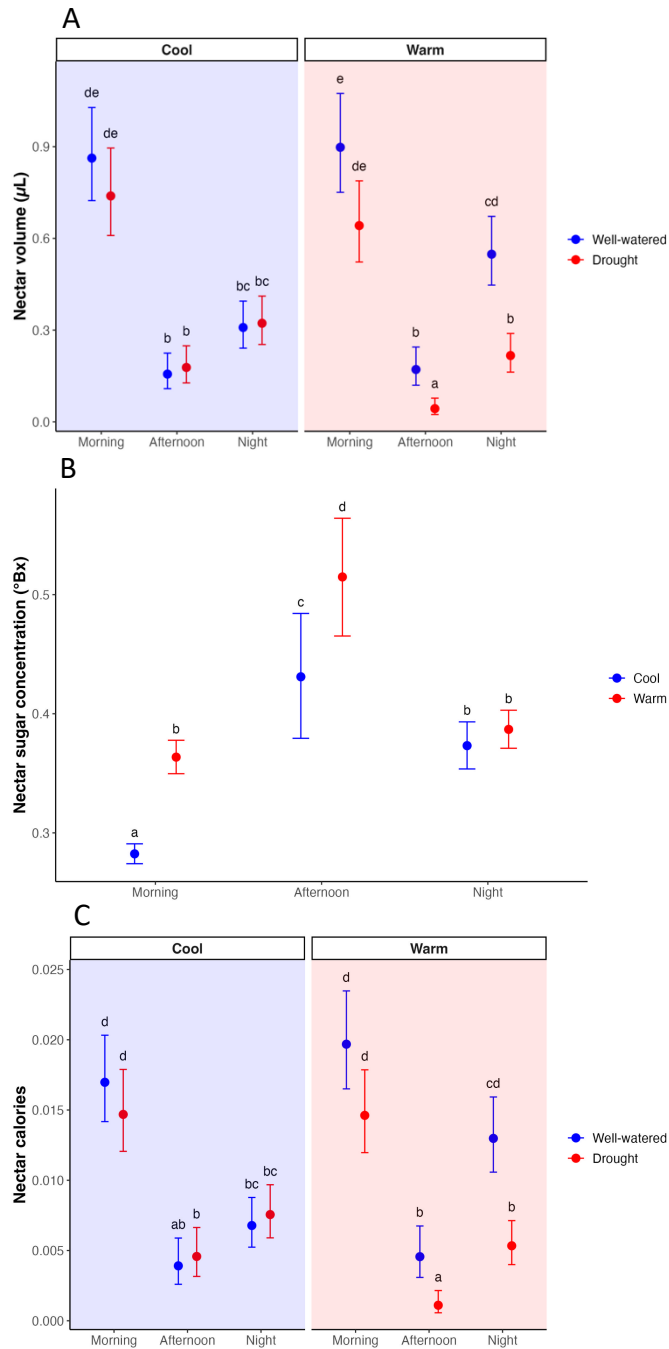 A
Cool Warm
e
de
de
de
cd
bc bc
b b
b
b
a
0.9
0.6
0.3
0.0
Nectar volume (µL)
Well-watered
Drought
Morning Afternoon Night Morning Afternoon Night
B
d
c
b
b
b
a
0.5
0.4
0.3
Nectar sugar concentration (°Bx)
Cool
Warm
Morning Afternoon Night
C
Cool Warm
0.025
0.020
0.015
0.010
0.005
0.000
Nectar calories
d
d
d
d
cd
bc
bc
ab b
b
b
a
Well-watered
Drought
Morning Afternoon Night Morning Afternoon Night